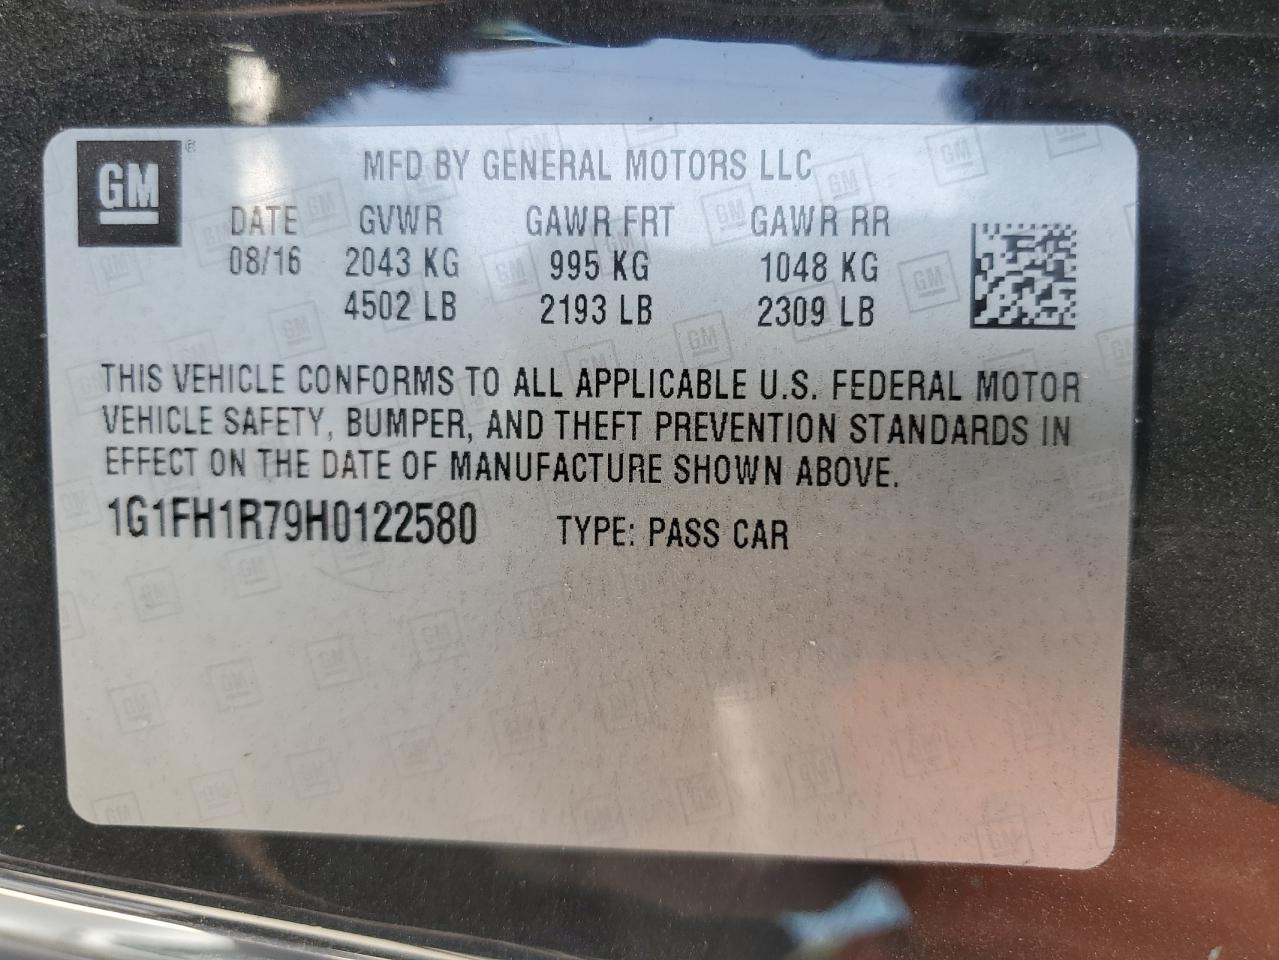 GM ®
MFD BY GENERAL MOTORS LLC
DATE GVWR GAWR FRT GAWR RR
08/16 2043 KG 995 KG 1048 KG
4502 LB 2193 LB 2309 LB
THIS VEHICLE CONFORMS TO ALL APPLICABLE U.S. FEDERAL MOTOR
VEHICLE SAFETY, BUMPER, AND THEFT PREVENTION STANDARDS IN
EFFECT ON THE DATE OF MANUFACTURE SHOWN ABOVE.
1G1FH1R79H0122580 TYPE: PASS CAR